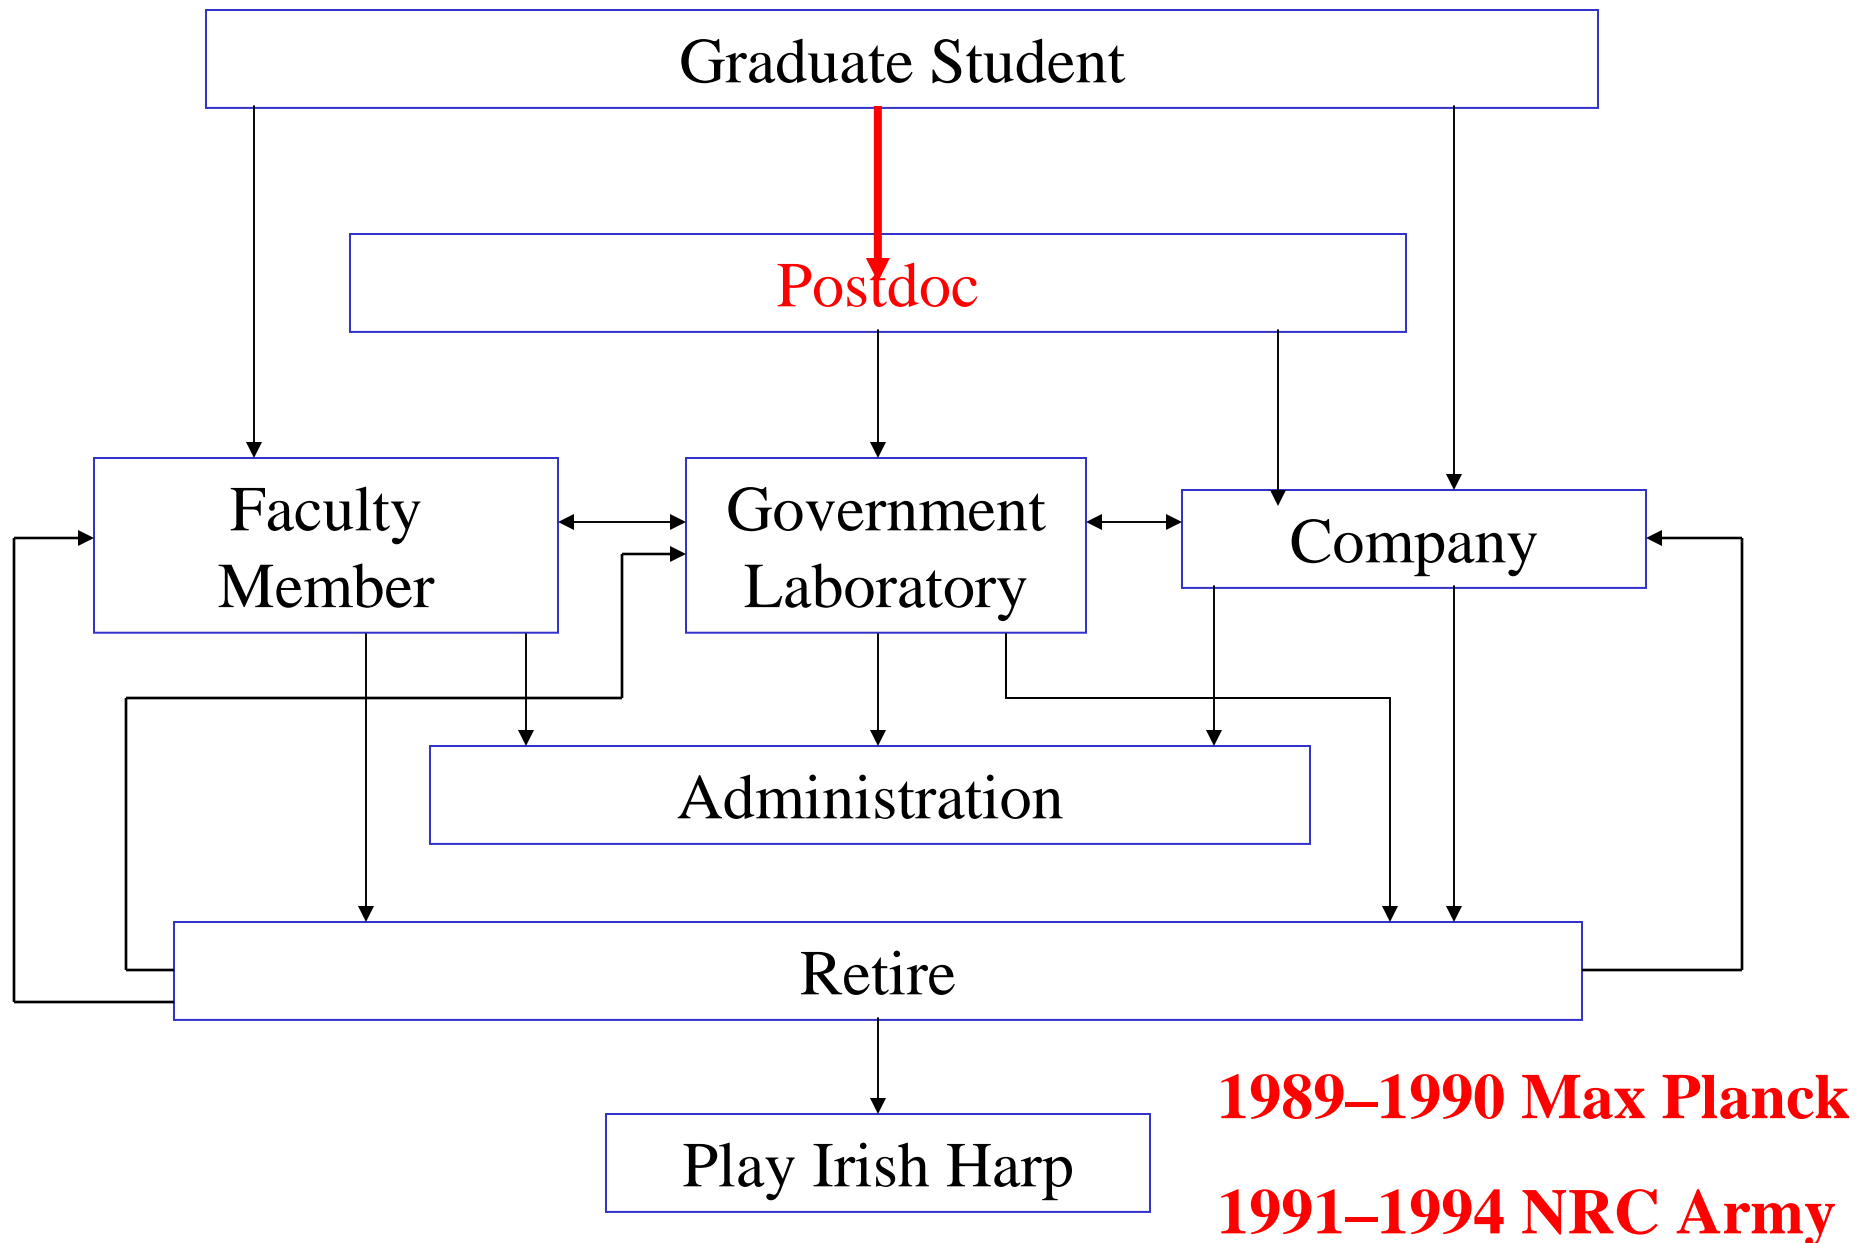 Graduate Student
Postdoc
Faculty
Member
Government
Laboratory
Company
Administration
Retire
Play Irish Harp
1989–1990 Max Planck
1991–1994 NRC Army